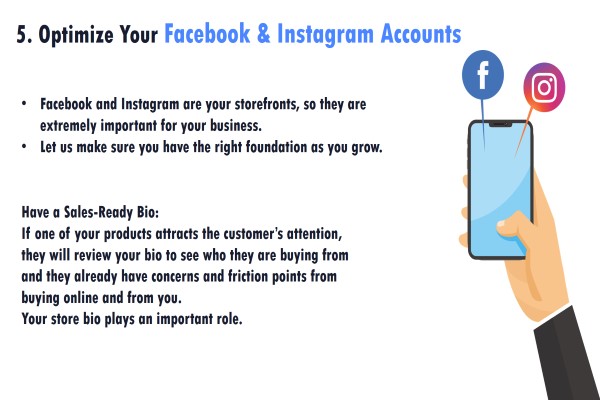 5. Optimize Your Facebook & Instagram Accounts
• Facebook and Instagram are your storefronts, so they are
extremely important for your business.
• Let us make sure you have the right foundation as you grow.
Have a Sales-Ready Bio:
If one of your products attracts the customer's attention,
they will review your bio to see who they are buying from
and they already have concerns and friction points from
buying online and from you.
Your store bio plays an important role.